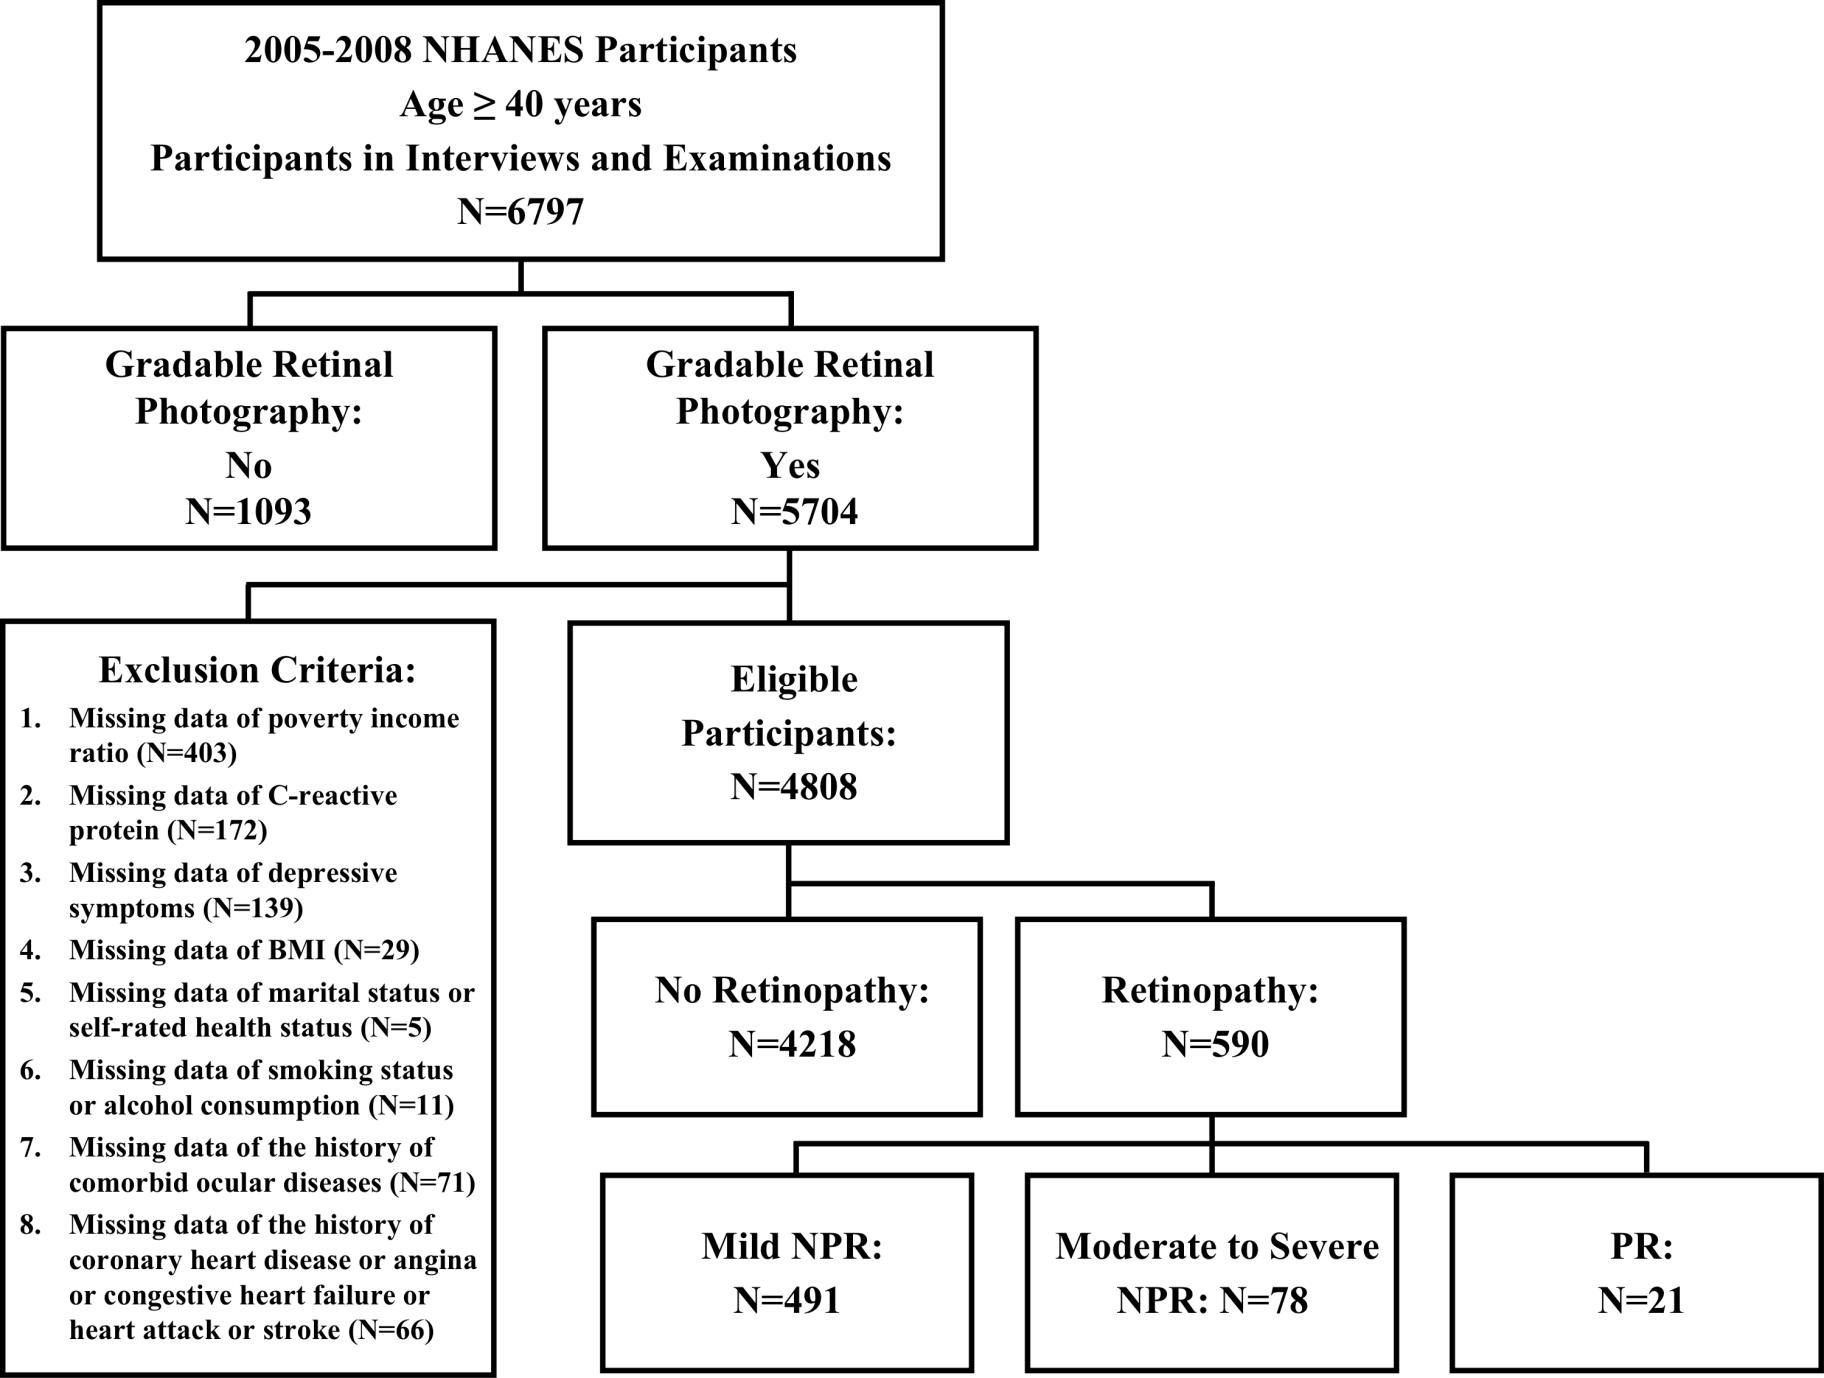 2005-2008 NHANES Participants
Age ≥ 40 years
Participants in Interviews and Examinations
N=6797
Gradable Retinal
Photography:
No
N=1093
Gradable Retinal
Photography:
Yes
N=5704
Exclusion Criteria:
1. Missing data of poverty income
ratio (N=403)
2. Missing data of C-reactive
protein (N=172)
3. Missing data of depressive
symptoms (N=139)
4. Missing data of BMI (N=29)
5. Missing data of marital status or
self-rated health status (N=5)
6. Missing data of smoking status
or alcohol consumption (N=11)
7. Missing data of the history of
comorbid ocular diseases (N=71)
8. Missing data of the history of
coronary heart disease or angina
or congestive heart failure or
heart attack or stroke (N=66)
Eligible
Participants:
N=4808
No Retinopathy:
N=4218
Retinopathy:
N=590
Mild NPR:
N=491
Moderate to Severe
NPR: N=78
PR:
N=21